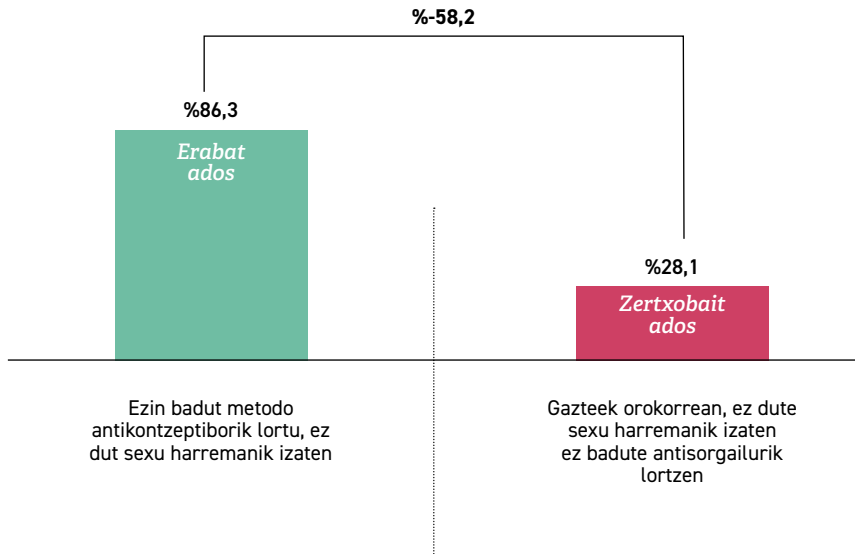 %-58,2
%86,3
Erabat
ados
%28,1
Zertxobait
ados
Ezin badut metodo
antikontzeptiborik lortu, ez
dut sexu harremanik izaten
Gazteek orokorrean, ez dute
sexu harremanik izaten
ez badute antisorgailurik
lortzen